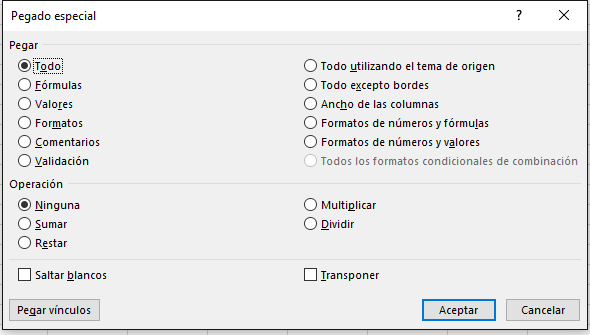 Pegado especial
?
Pegar
Todo
Todo utilizando el tema de origen
Fórmulas
Todo excepto bordes
Valores
Ancho de las columnas
Formatos
Formatos de números y fórmulas
Comentarios
Formatos de números y valores
Validación
Todos los formatos condicionales de combinación
Operación
Ninguna
Multiplicar
Sumar
Dividir
Restar
Saltar blancos
Transponer
Pegar vínculos
Aceptar
Cancelar